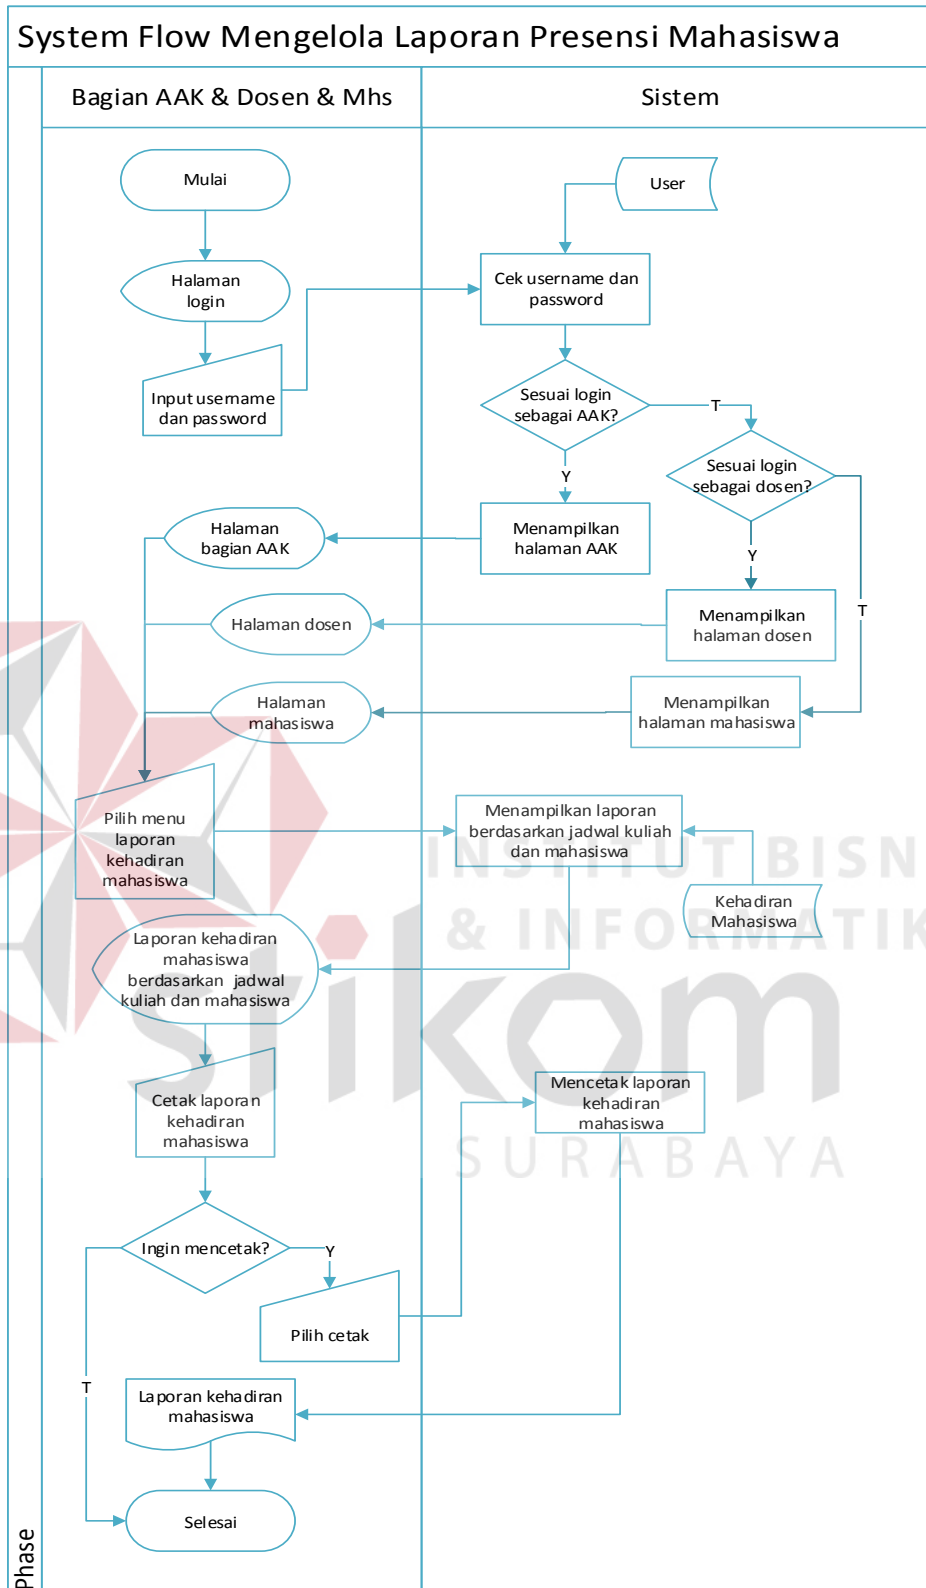 System Flow Mengelola Laporan Presensi Mahasiswa
Bagian AAK & Dosen & Mhs
Sistem
Mulai
User
Halaman
login
Cek username dan
password
Input username
dan password
Sesuai login
sebagai AAK?
T
Sesuai login
sebagai dosen?
Y
Halaman
bagian AAK
Menampilkan
halaman AAK
Y
T
Halaman dosen
Menampilkan
halaman dosen
Halaman
mahasiswa
Menampilkan
halaman mahasiswa
Pilih menu
laporan
kehadiran
mahasiswa
Menampilkan laporan
berdasarkan jadwal kuliah
dan mahasiswa
Kehadiran
Mahasiswa
Laporan kehadiran
mahasiswa
berdasarkan jadwal
kuliah dan mahasiswa
Cetak laporan
kehadiran
mahasiswa
Mencetak laporan
kehadiran
mahasiswa
Ingin mencetak?
Y
Pilih cetak
T
Laporan kehadiran
mahasiswa
Selesai
Phase
INSTITUT BISN
& INFORMATIK
stikom
SURABAYA